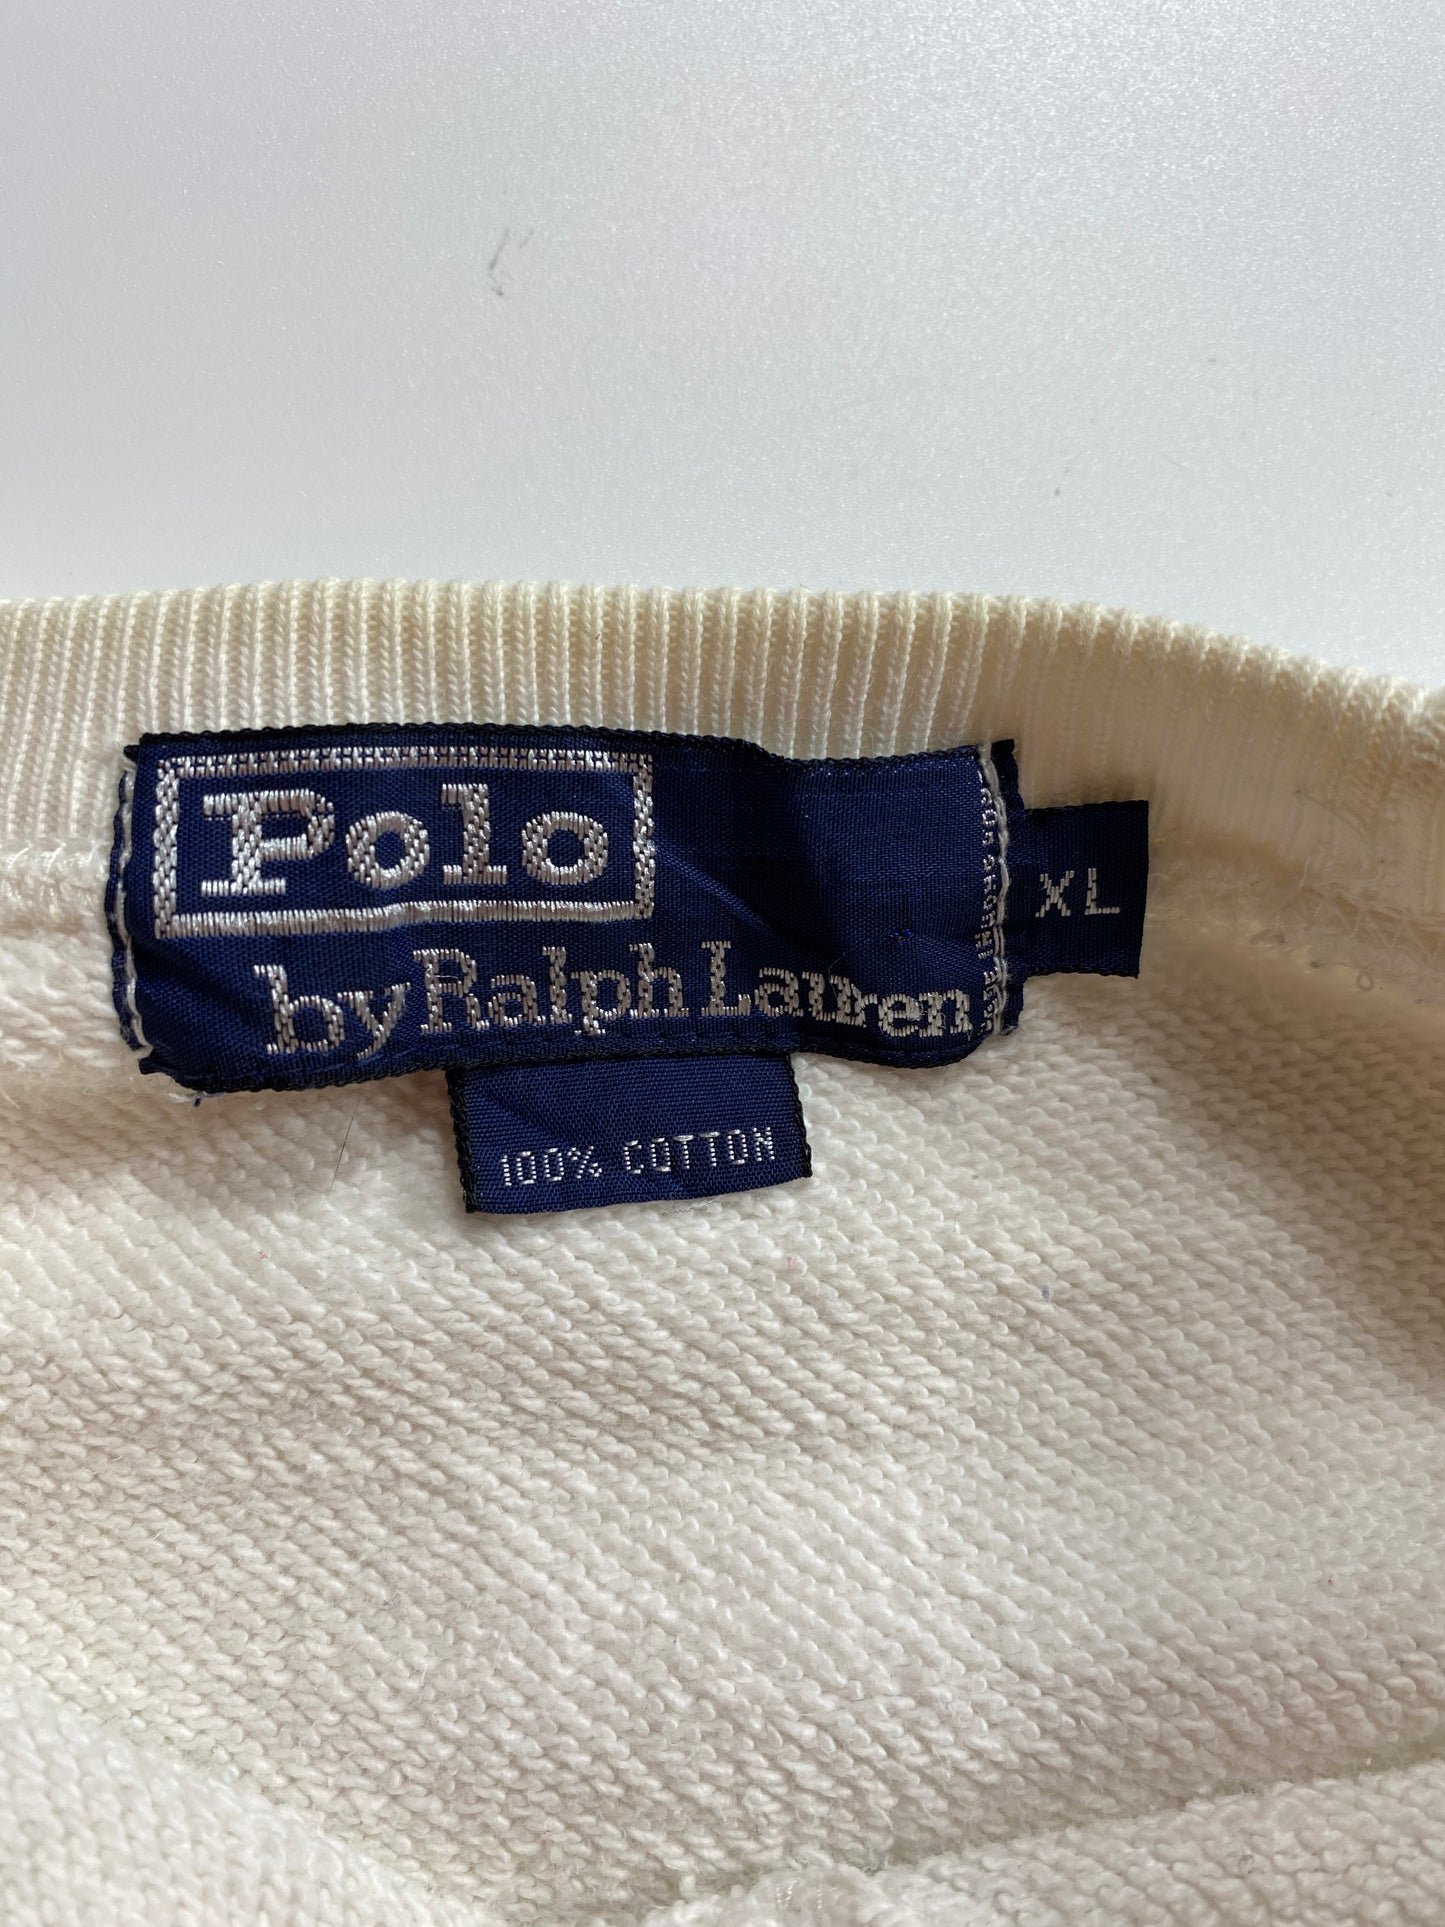 Polo
by Ralph Lauren
XL
100% COTTON